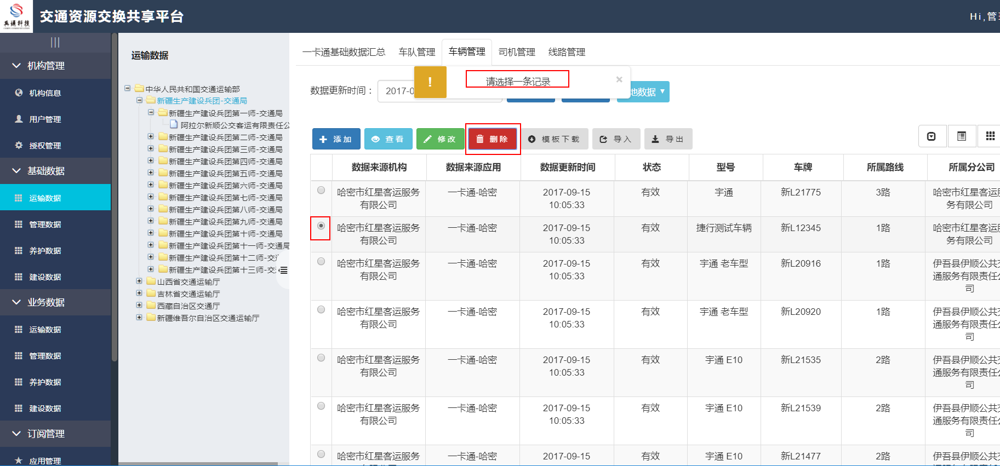 兵通科技
交通资源交换共享平台
Hi,管
机构管理
机构信息
用户管理
授权管理
基础数据
运输数据
管理数据
养护数据
建设数据
业务数据
运输数据
管理数据
养护数据
建设数据
订阅管理
应用管理
运输数据
中华人民共和国交通运输部
新疆生产建设兵团-交通局
新疆生产建设兵团第一师-交通局
阿拉尔新顺公交客运有限责任公
新疆生产建设兵团第二师-交通局
新疆生产建设兵团第三师-交通局
新疆生产建设兵团第四师-交通局
新疆生产建设兵团第五师-交通局
新疆生产建设兵团第六师-交通局
新疆生产建设兵团第七师-交通局
新疆生产建设兵团第八师-交通局
新疆生产建设兵团第九师-交通局
新疆生产建设兵团第十师-交通局
新疆生产建设兵团第十一师-交通局
新疆生产建设兵团第十二师-交
新疆生产建设兵团第十三师-交
山西省交通运输厅
吉林省交通运输厅
西藏自治区交通厅
新疆维吾尔自治区交通运输厅
一卡通基础数据汇总 车队管理 车辆管理 司机管理 线路管理
! 请选择一条记录 ×
数据更新时间： 2017-0 地数据
添加 查看 修改 删除 模板下载 导入 导出
数据来源机构 数据来源应用 数据更新时间 状态 型号 车牌 所属路线 所属分公司
哈密市红星客运服务 一卡通-哈密 2017-09-15 有效 宇通 新L21775 3路 哈密市红星客运服
有限公司 10:05:33 务有限公司
哈密市红星客运服务 一卡通-哈密 2017-09-15 有效 捷行测试车辆 新L12345 1路 哈密市红星客运服
有限公司 10:05:33 务有限公司
哈密市红星客运服务 一卡通-哈密 2017-09-15 有效 宇通 老车型 新L20916 1路 伊吾县伊顺公共交
有限公司 10:05:33 通服务有限责任公
司
哈密市红星客运服务 一卡通-哈密 2017-09-15 有效 宇通 老车型 新L20920 1路 伊吾县伊顺公共交
有限公司 10:05:33 通服务有限责任公
司
哈密市红星客运服务 一卡通-哈密 2017-09-15 有效 宇通 E10 新L21535 2路 伊吾县伊顺公共交
有限公司 10:05:33 通服务有限责任公
司
哈密市红星客运服务 一卡通-哈密 2017-09-15 有效 宇通 E10 新L21539 2路 伊吾县伊顺公共交
有限公司 10:05:33 通服务有限责任公
司
哈密市红星客运服务 一卡通-哈密 2017-09-15 有效 宇通 E10 新L21477 2路 伊吾县伊顺公共交